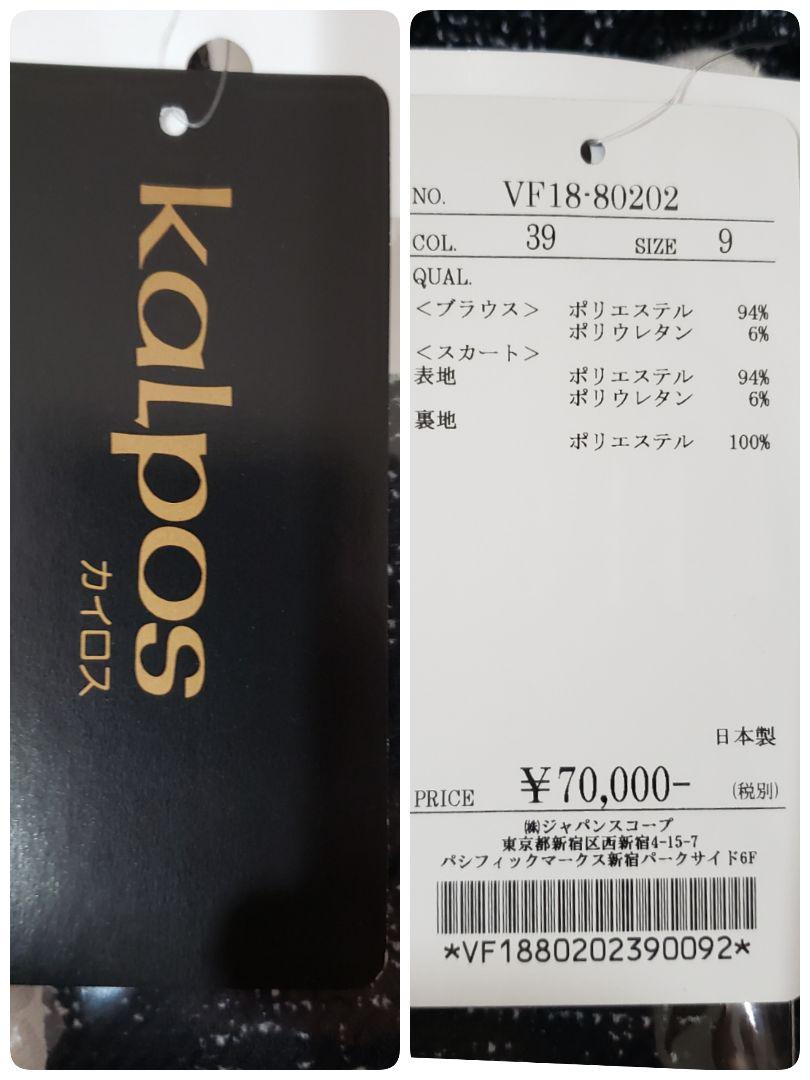 kaLpos
カイロス
NO. VF18-80202
COL. 39 SIZE 9
QUAL.
＜ブラウス＞ ポリエステル 94%
ポリウレタン 6%
＜スカート＞
表地 ポリエステル 94%
ポリウレタン 6%
裏地
ポリエステル 100%
日本製
PRICE ¥70,000- (税別)
㈱ジャパンスコープ
東京都新宿区西新宿4-15-7
パシフィックマークス新宿パークサイド6F
*VF1880202390092*